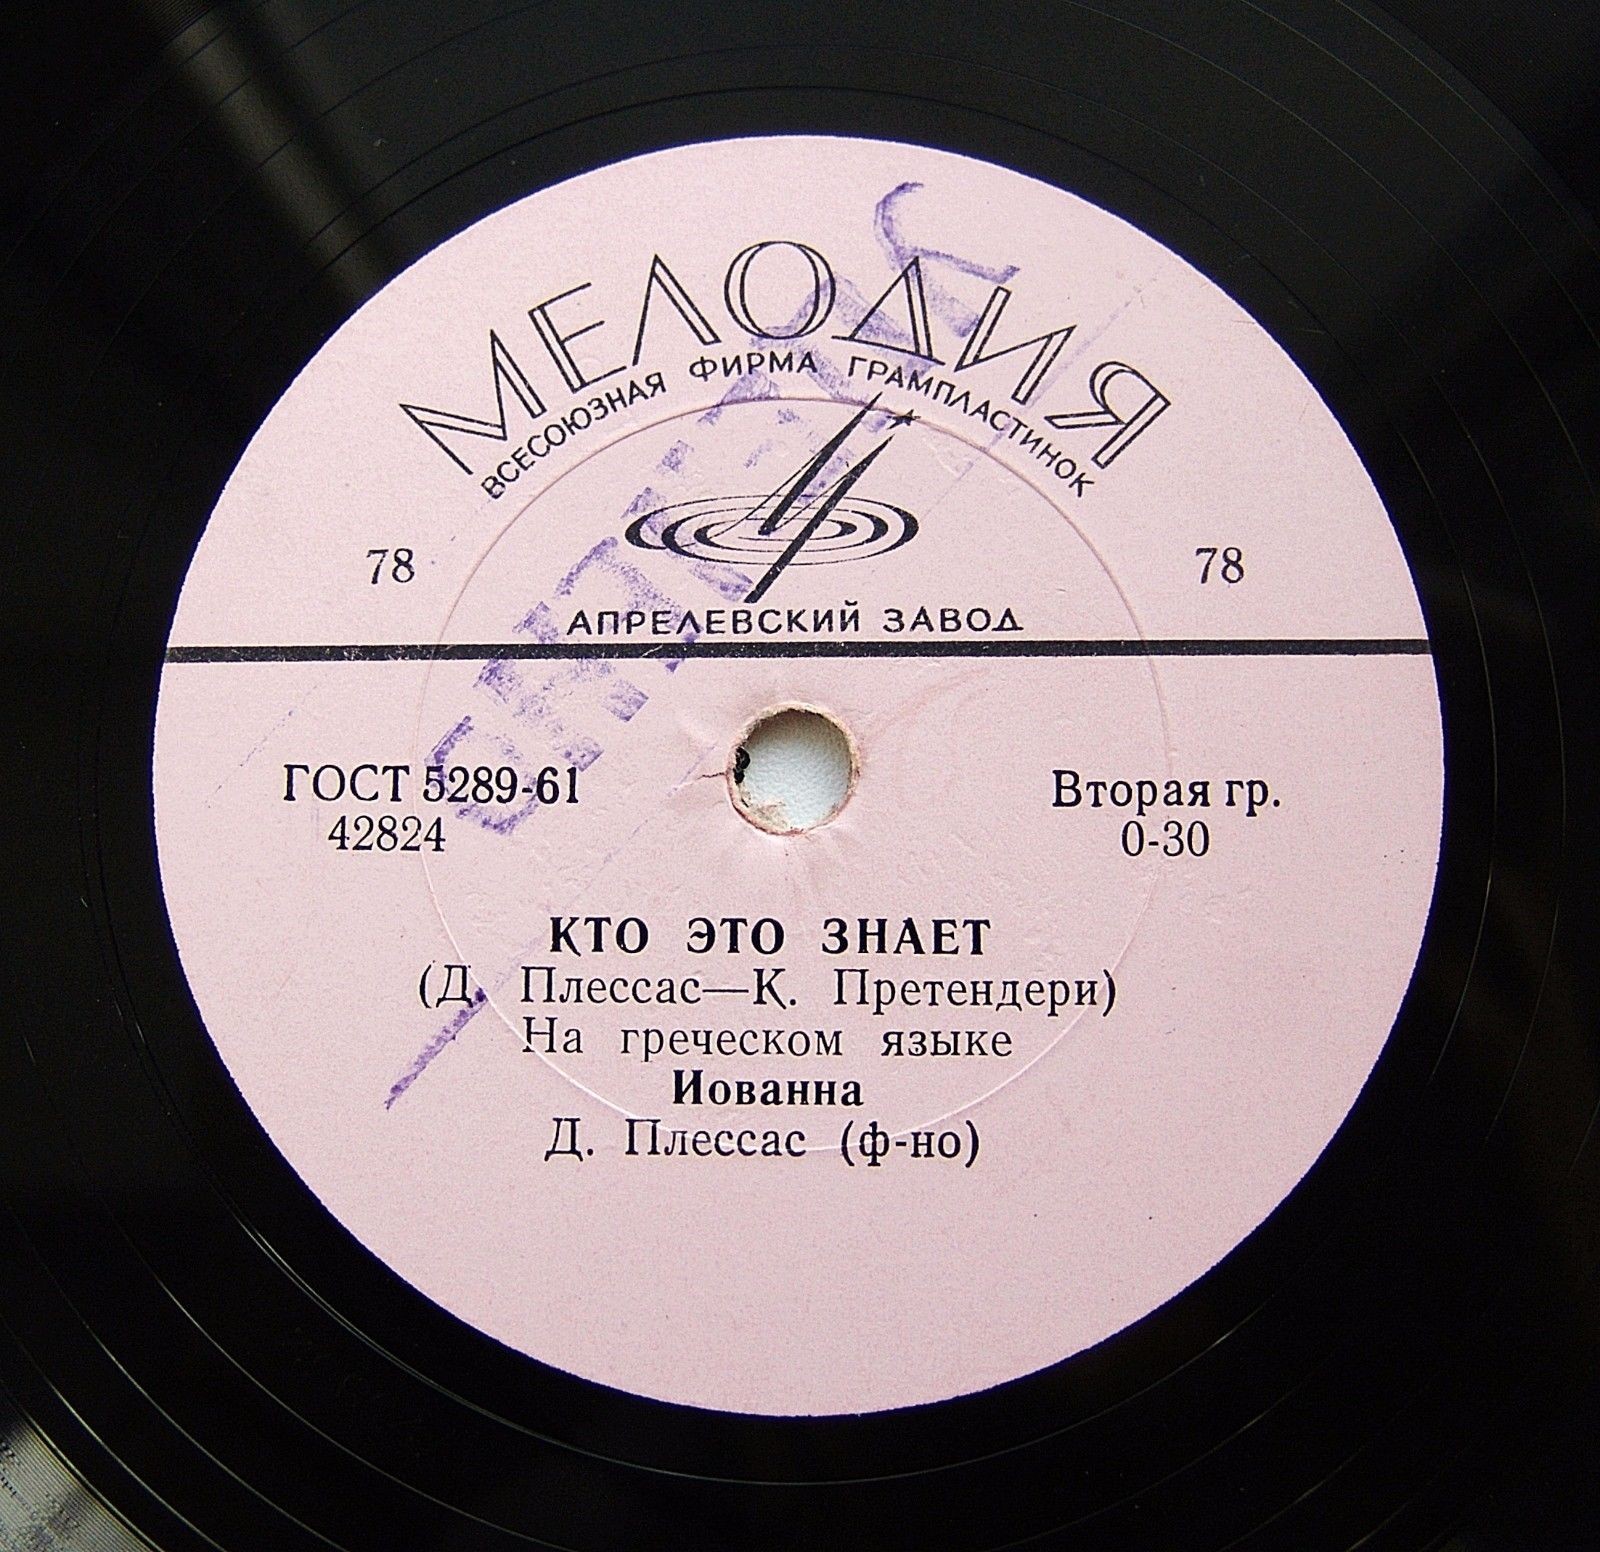 МЕЛОДИЯ
ВСЕСОЮЗНАЯ ФИРМА ГРАМПЛАСТИНОК
78 78
АПРЕЛЕВСКИЙ ЗАВОД
ГОСТ 5289-61 Вторая гр.
42824 0-30
КТО ЭТО ЗНАЕТ
(Д. Плессас—К. Претендери)
На греческом языке
Иованна
Д. Плессас (ф-но)